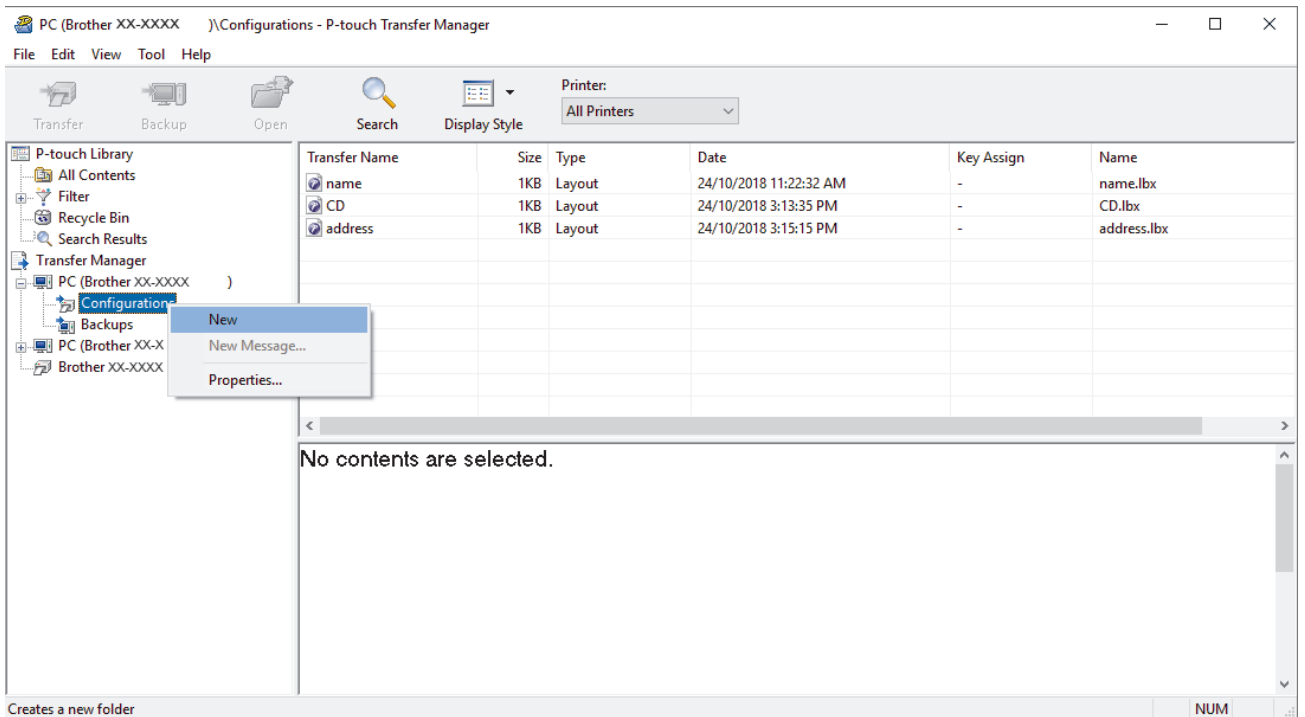 PC (Brother XX-XXXX )\Configurations - P-touch Transfer Manager
File Edit View Tool Help
Transfer Backup Open Search Display Style
Printer:
All Printers
P-touch Library
All Contents
Filter
Recycle Bin
Search Results
Transfer Manager
PC (Brother XX-XXXX )
Configurations
Backups
PC (Brother XX-X
Brother XX-XXXX
New
New Message...
Properties...
Transfer Name Size Type Date Key Assign Name
name 1KB Layout 24/10/2018 11:22:32 AM - name.lbx
CD 1KB Layout 24/10/2018 3:13:35 PM - CD.lbx
address 1KB Layout 24/10/2018 3:15:15 PM - address.lbx
No contents are selected.
Creates a new folder NUM